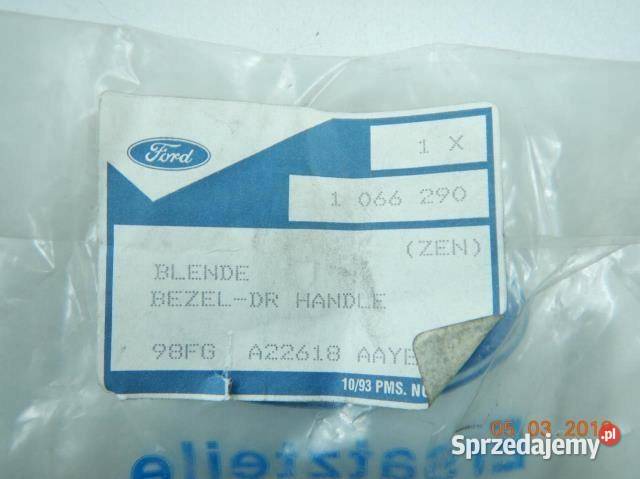 Ford
1 X
1 066 290
(ZEN)
BLENDE
BEZEL-DR HANDLE
98FG A22618 AAYE
10/93 PMS.
05.03
Ersatzteile
Sprzedajemy.pl